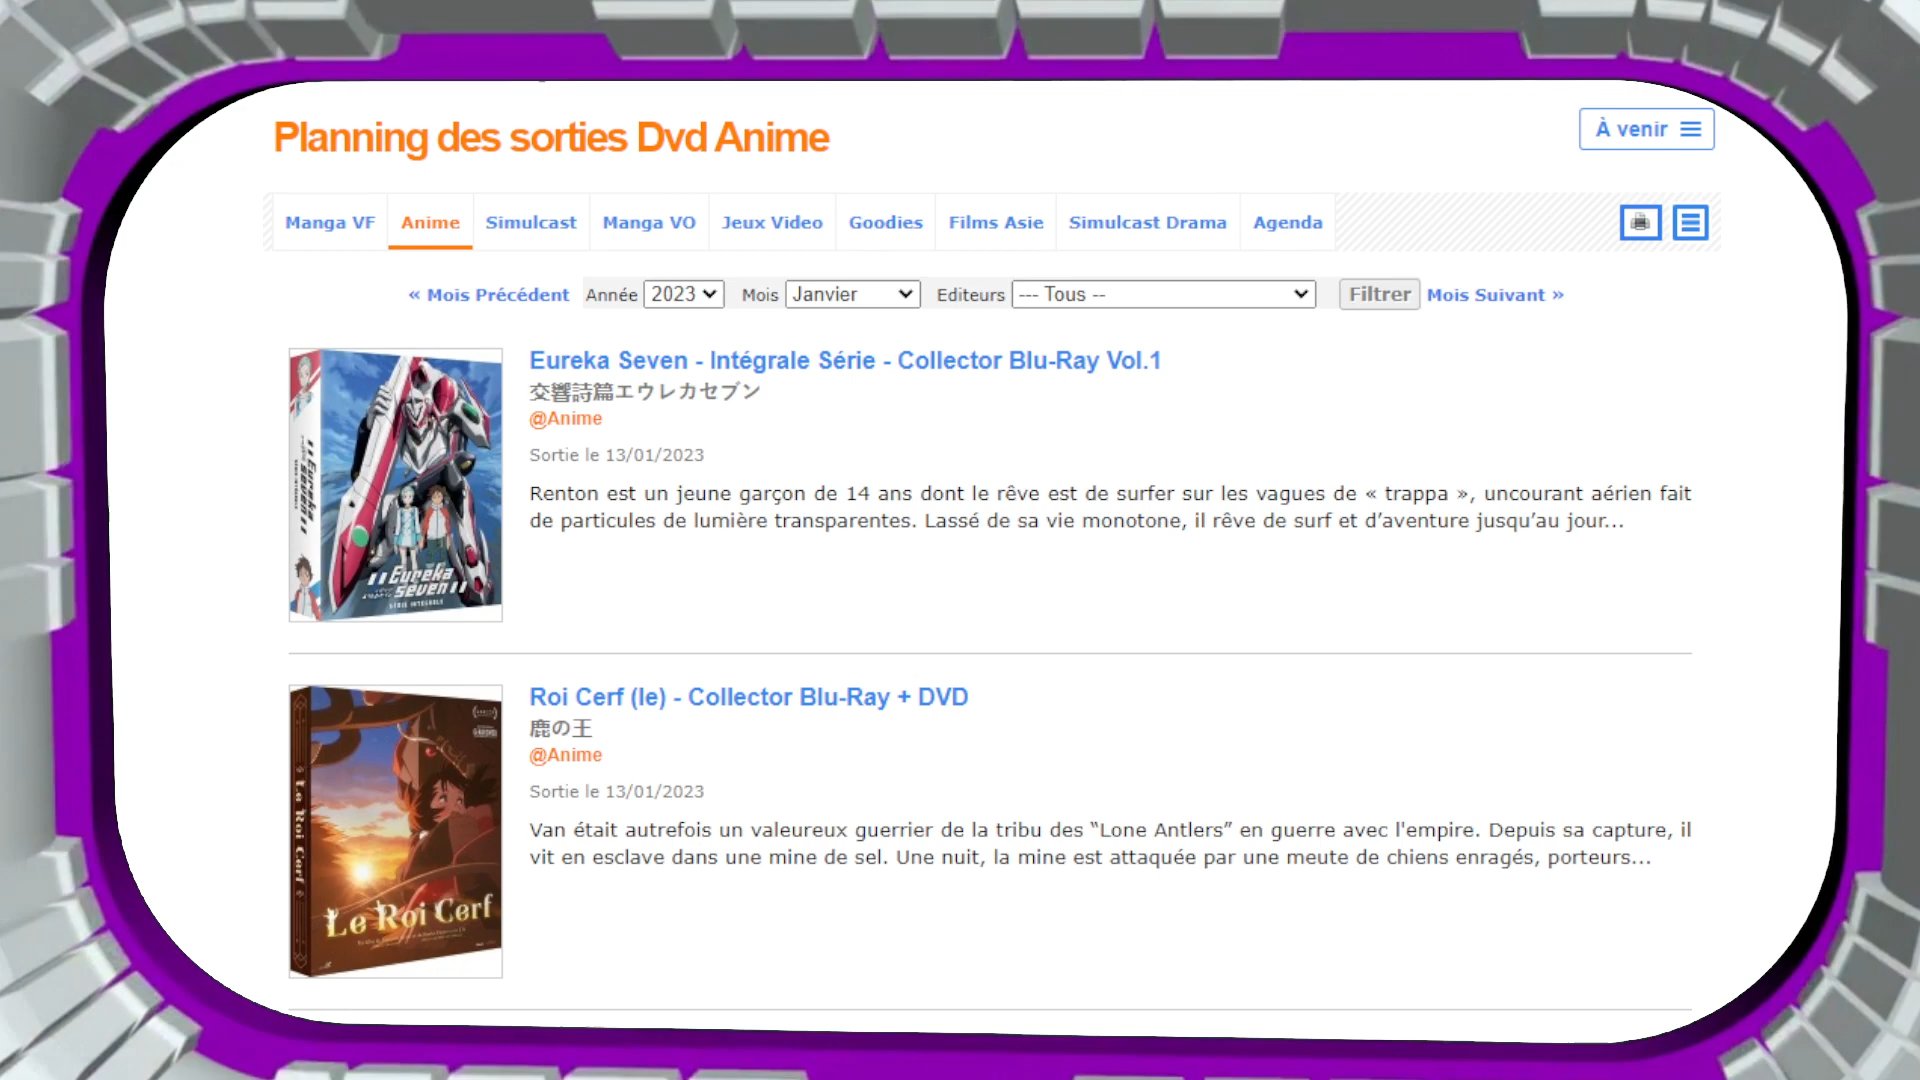 Planning des sorties Dvd Anime
À venir
Manga VF Anime Simulcast Manga VO Jeux Video Goodies Films Asie Simulcast Drama Agenda
« Mois Précédent Année 2023 Mois Janvier Editeurs --- Tous -- Filtrer Mois Suivant »
Eureka Seven - Intégrale Série - Collector Blu-Ray Vol.1
交響詩篇エウレカセブン
@Anime
Sortie le 13/01/2023
Renton est un jeune garçon de 14 ans dont le rêve est de surfer sur les vagues de « trappa », uncourant aérien fait
de particules de lumière transparentes. Lassé de sa vie monotone, il rêve de surf et d’aventure jusqu’au jour...
Eureka
seven
Eureka
seven
SÉRIE INTÉGRALE
Roi Cerf (le) - Collector Blu-Ray + DVD
鹿の王
@Anime
Sortie le 13/01/2023
Van était autrefois un valeureux guerrier de la tribu des “Lone Antlers” en guerre avec l'empire. Depuis sa capture, il
vit en esclave dans une mine de sel. Une nuit, la mine est attaquée par une meute de chiens enragés, porteurs...
Le Roi Cerf
Le Roi Cerf